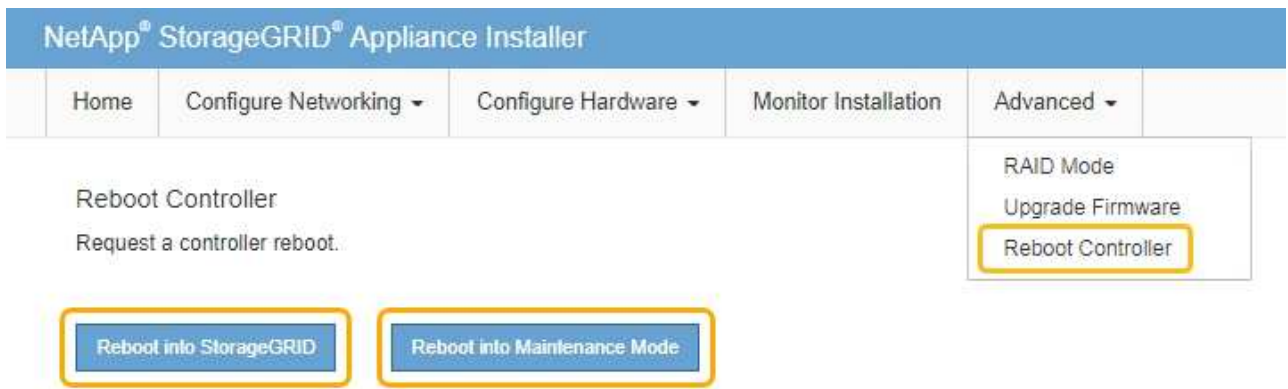 NetApp® StorageGRID® Appliance Installer
Home Configure Networking Configure Hardware Monitor Installation Advanced
RAID Mode
Upgrade Firmware
Reboot Controller
Reboot Controller
Request a controller reboot.
Reboot into StorageGRID Reboot into Maintenance Mode